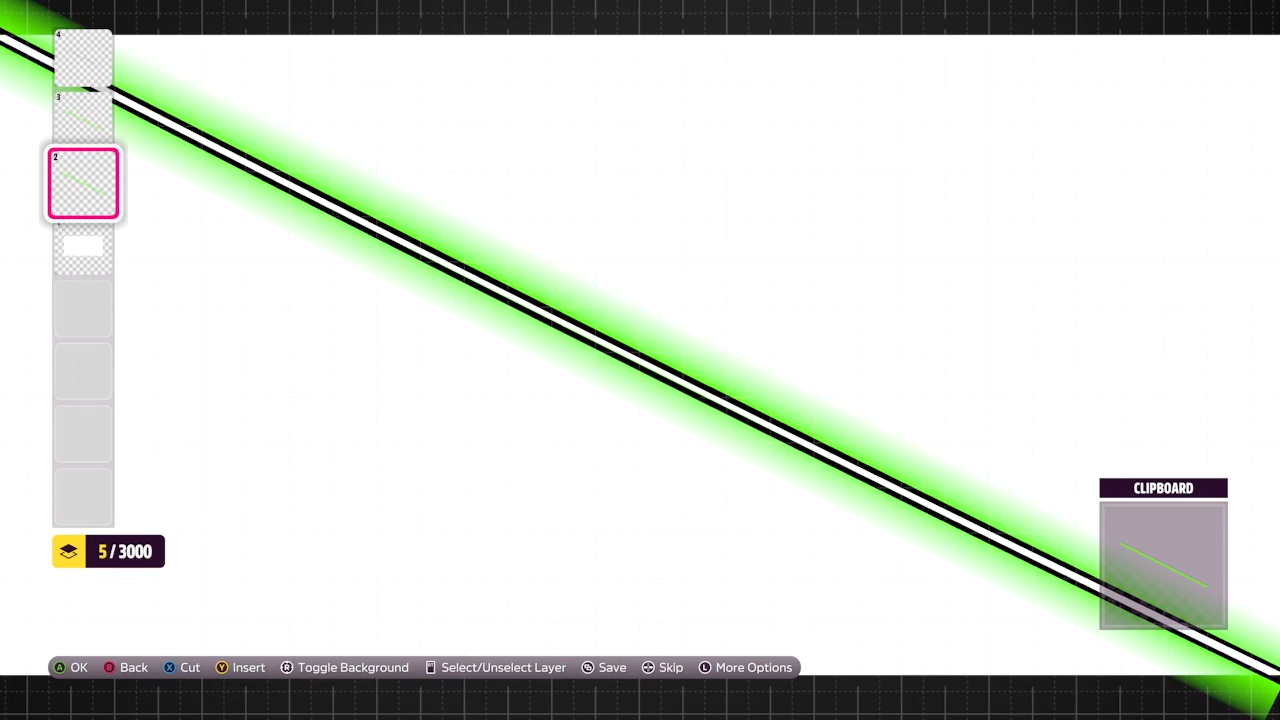 4
3
2
CLIPBOARD
5 / 3000
A OK B Back X Cut Y Insert R Toggle Background Select/Unselect Layer Save Skip L More Options